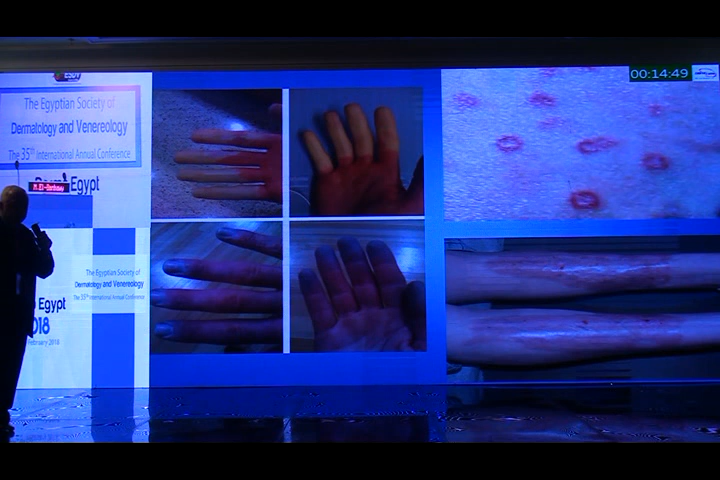 ESDV
The Egyptian Society of
Dermatology and Venereology
The 35th International Annual Conference
M.El-Darouty
Egypt
The Egyptian Society of
Dermatology and Venereology
The 35th International Annual Conference
Egypt
018
February 2018
00:14:49